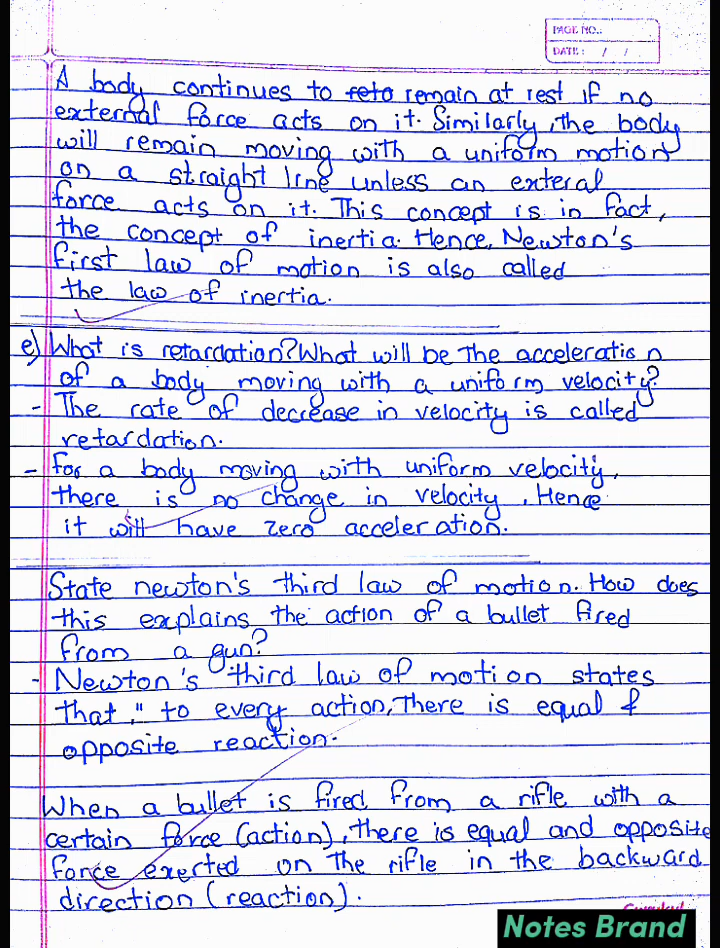 PAGE NO.:
DATE: / /
A body continues to reto remain at rest if no
external force acts on it. Similarly, the body
will remain moving with a uniform motion
on a straight line unless an exteral
force acts on it. This concept is in fact,
the concept of inertia. Hence, Newton's
first law of motion is also called
the law of inertia.
e) What is retardation? What will be the acceleration
of a body moving with a uniform velocity?
- The rate of decrease in velocity is called
retardation.
- For a body moving with uniform velocity,
there is no change in velocity. Hence
it will have zero acceleration.
State newton's third law of motion. How does
this explains the action of a bullet fired
from a gun?
- Newton's third law of motion states
that, " to every action, there is equal &
opposite reaction.
When a bullet is fired from a rifle with a
certain force (action), there is equal and opposite
force exerted on the rifle in the backward
direction (reaction).
Notes Brand